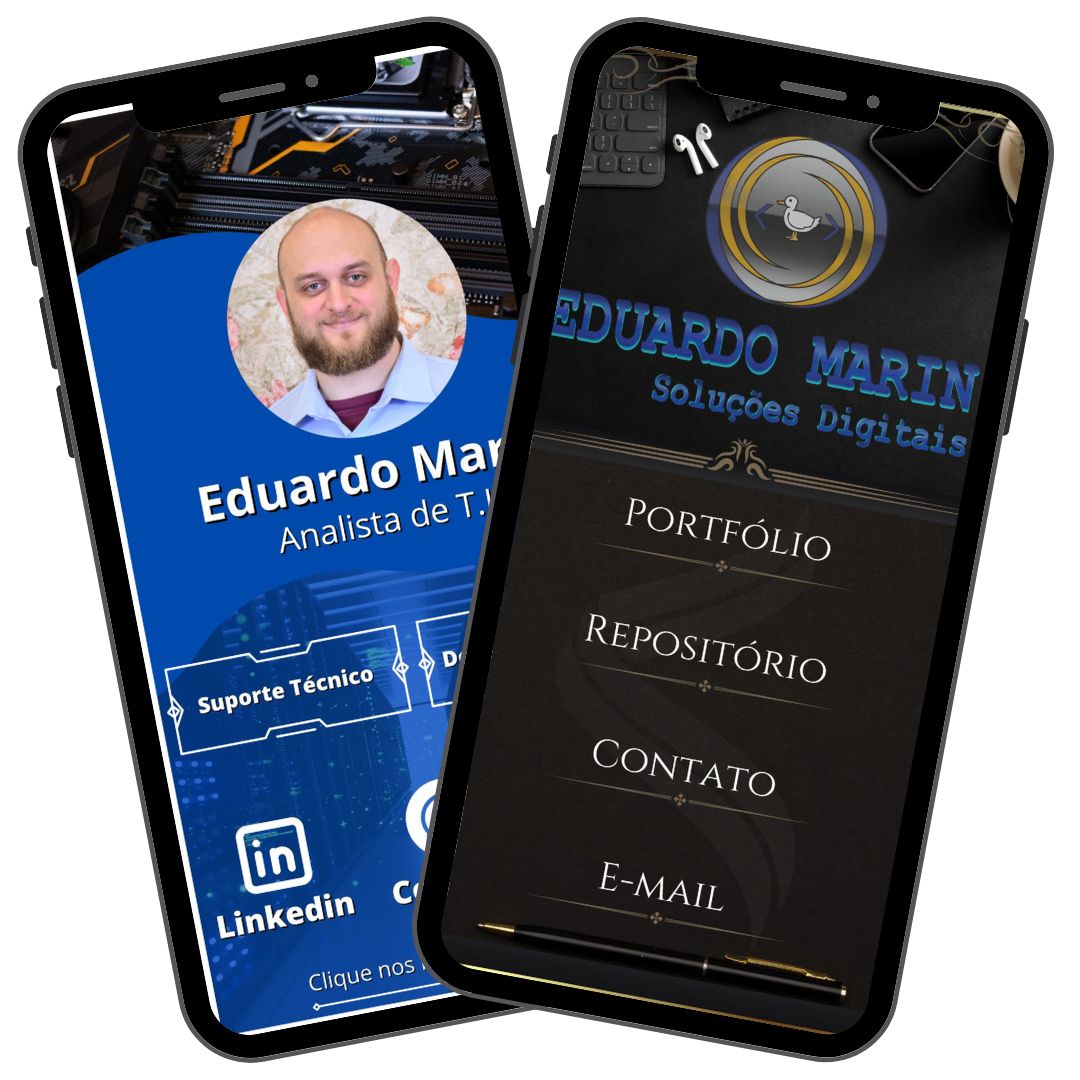 Eduardo Mar
Analista de T.I
Suporte Técnico
Linkedin
Clique nos
EDUARDO MARIN
Soluções Digitais
PORTFÓLIO
REPOSITÓRIO
CONTATO
E-MAIL